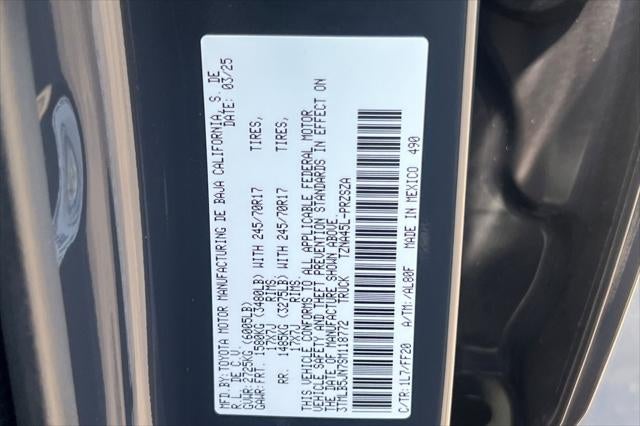 MFD.BY:TOYOTA MOTOR MANUFACTURING DE BAJA CALIFORNIA, S. DE
R.L. DE C.V. DATE: 03/25
GVWR:2725KG (6005LB)
GAWR:FRT. 1580KG (3480LB) WITH 245/70R17 TIRES,
17X7J RIMS
RR. 1485KG (3275LB) WITH 245/70R17 TIRES,
17X7J RIMS.
THIS VEHICLE CONFORMS TO ALL APPLICABLE FEDERAL MOTOR
VEHICLE SAFETY AND THEFT PREVENTION STANDARDS IN EFFECT ON
THE DATE OF MANUFACTURE SHOWN ABOVE.
3TMLB5JN7SM118772 TRUCK TZNA45L-PRZSZA
C/TR:1L7/FF20 A/TM:/AL80F MADE IN MEXICO 490